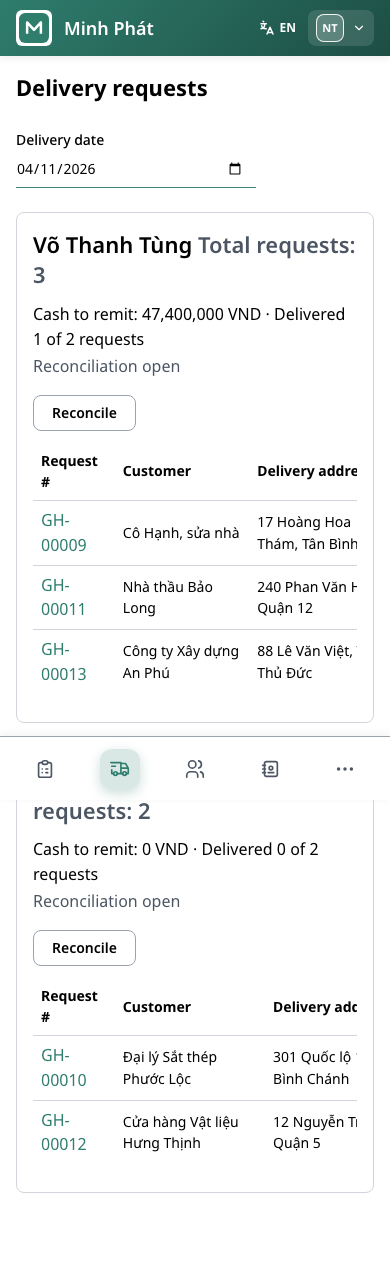 Minh Phát
EN
NT
Delivery requests
Delivery date
04/11/2026
Võ Thanh Tùng Total requests:
3
Cash to remit: 47,400,000 VND · Delivered
1 of 2 requests
Reconciliation open
Reconcile
Request
#
Customer
Delivery addre
GH-
00009
Cô Hạnh, sửa nhà
17 Hoàng Hoa
Thám, Tân Bình
GH-
00011
Nhà thầu Bảo
Long
240 Phan Văn H
Quận 12
GH-
00013
Công ty Xây dựng
An Phú
88 Lê Văn Việt,
Thủ Đức
requests: 2
Cash to remit: 0 VND · Delivered 0 of 2
requests
Reconciliation open
Reconcile
Request
#
Customer
Delivery add
GH-
00010
Đại lý Sắt thép
Phước Lộc
301 Quốc lộ
Bình Chánh
GH-
00012
Cửa hàng Vật liệu
Hưng Thịnh
12 Nguyễn
Quận 5